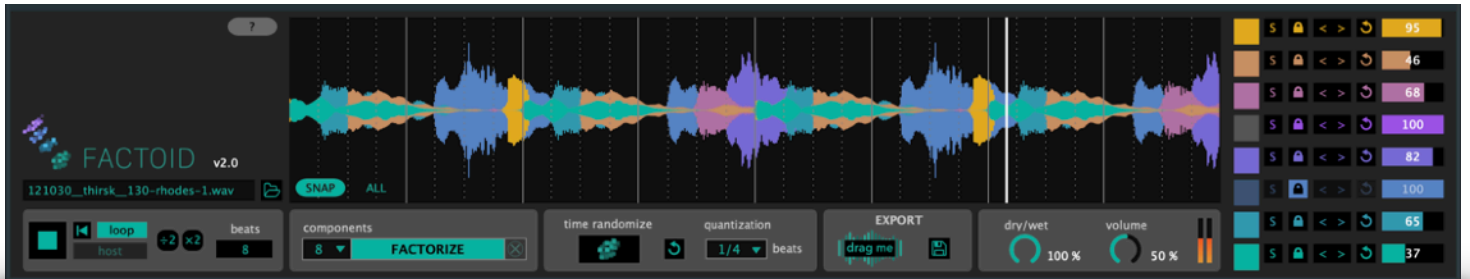 ?
FACTOID v2.0
121030__thirsk__130-rhodes-1.wav
SNAP ALL
loop
host
÷2 ×2
beats
8
components
8 FACTORIZE
time randomize
quantization
1/4 beats
EXPORT
drag me
dry/wet
100 %
volume
50 %
S < > 95
S < > 46
S < > 68
S < > 100
S < > 82
S < > 100
S < > 65
S < > 37